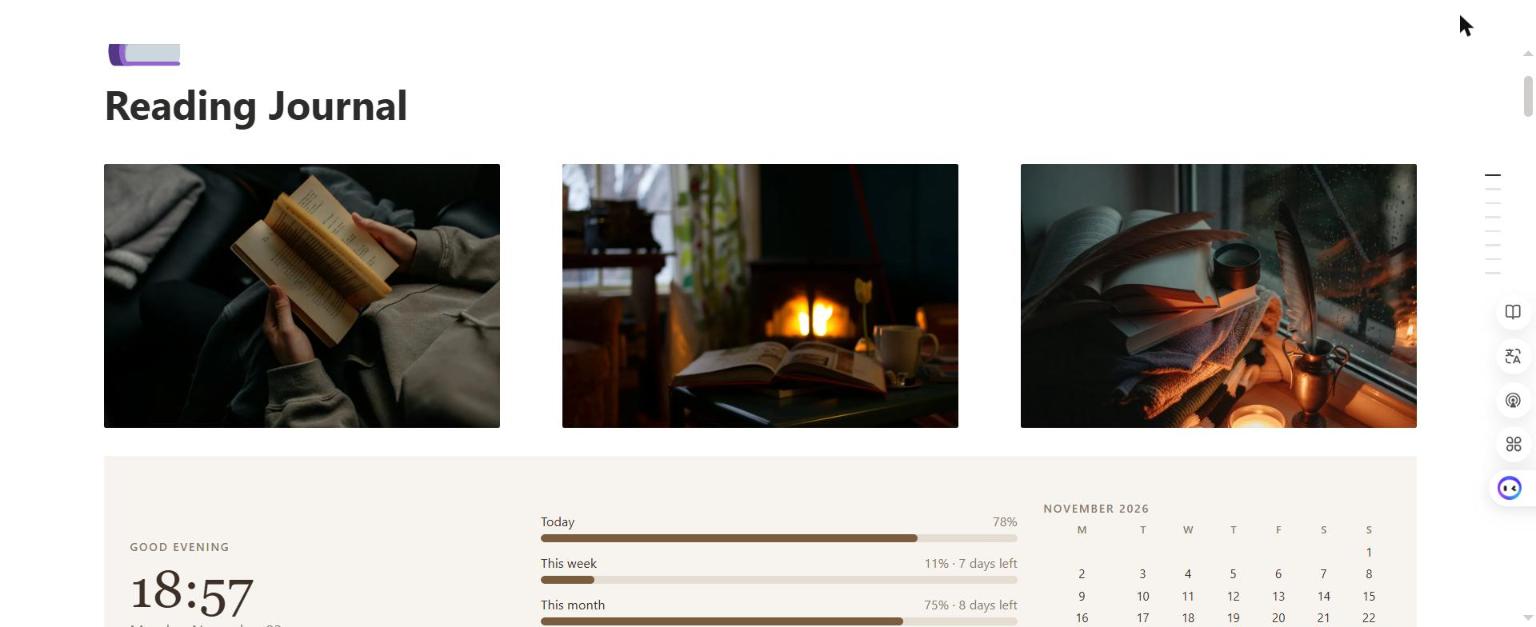 Reading Journal
GOOD EVENING
18:57
Today 78%
This week 11% · 7 days left
This month 75% · 8 days left
NOVEMBER 2026
M T W T F S S
1
2 3 4 5 6 7 8
9 10 11 12 13 14 15
16 17 18 19 20 21 22